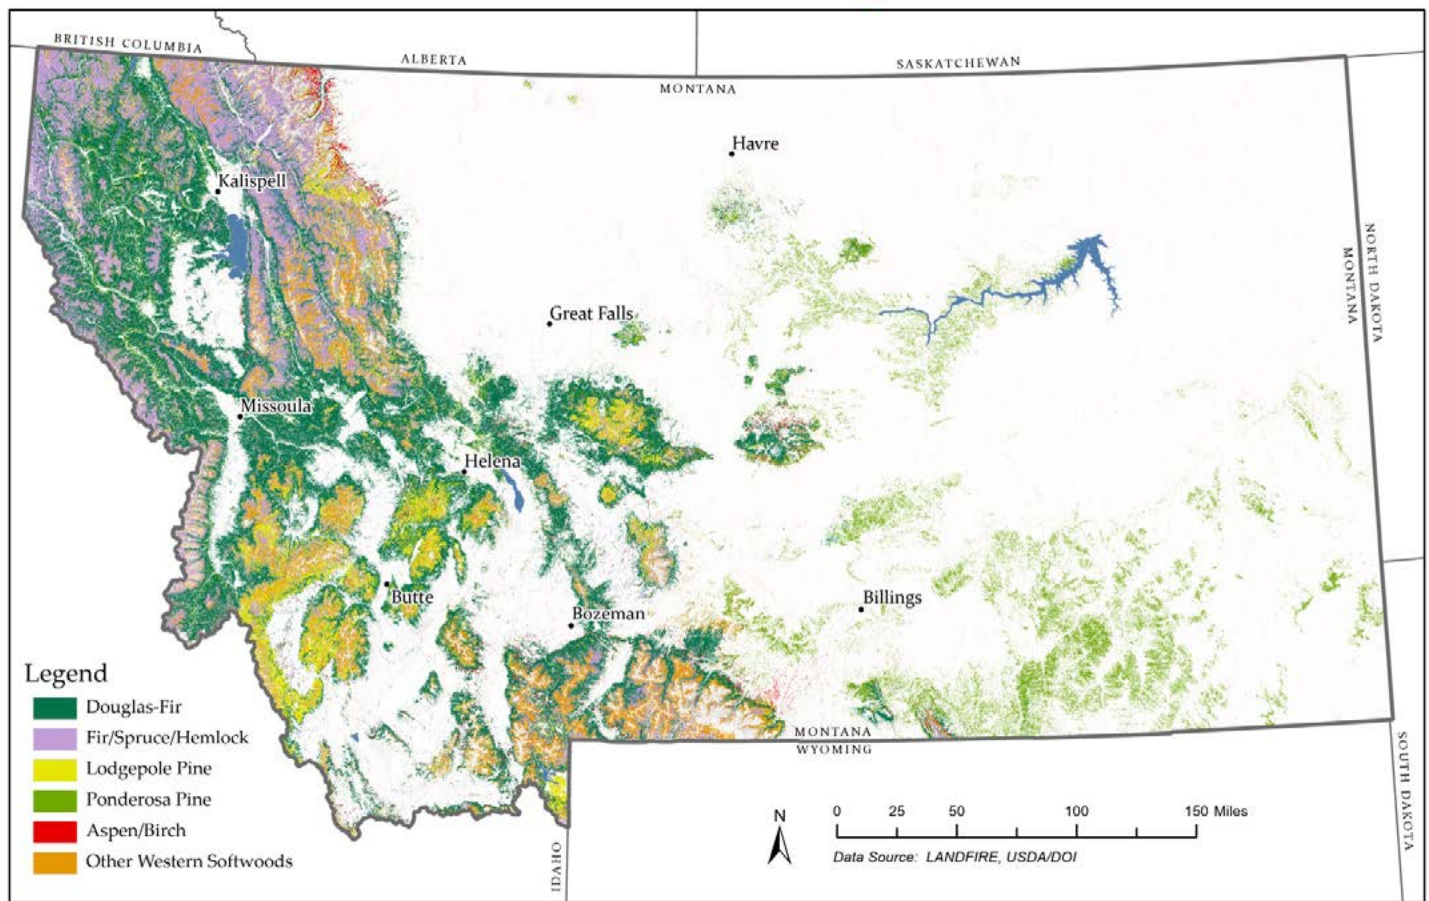 BRITISH COLUMBIA
ALBERTA
SASKATCHEWAN
MONTANA
Havre
Kalispell
NORTH DAKOTA
MONTANA
Great Falls
Missoula
Helena
Butte
Bozeman
Billings
Legend
Douglas-Fir
Fir/Spruce/Hemlock
Lodgepole Pine
Ponderosa Pine
Aspen/Birch
Other Western Softwoods
MONTANA
WYOMING
SOUTH DAKOTA
IDAHO
N
0 25 50 100 150 Miles
Data Source: LANDFIRE, USDA/DOI